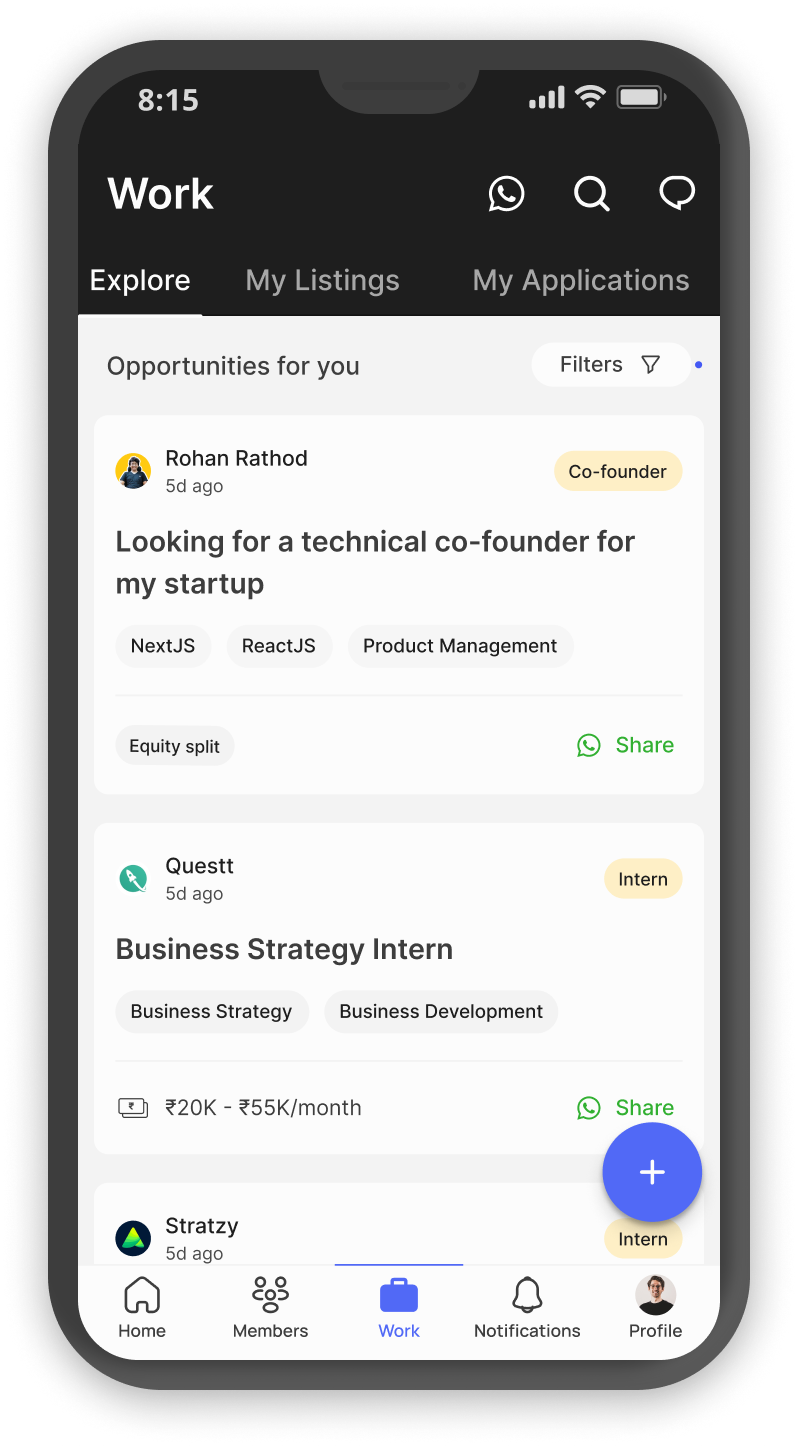 8:15
Work
Explore My Listings My Applications
Opportunities for you Filters
Rohan Rathod
5d ago
Co-founder
Looking for a technical co-founder for
my startup
NextJS ReactJS Product Management
Equity split Share
Questt
5d ago
Intern
Business Strategy Intern
Business Strategy Business Development
₹20K - ₹55K/month Share
Stratzy
5d ago
Intern
Home Members Work Notifications Profile